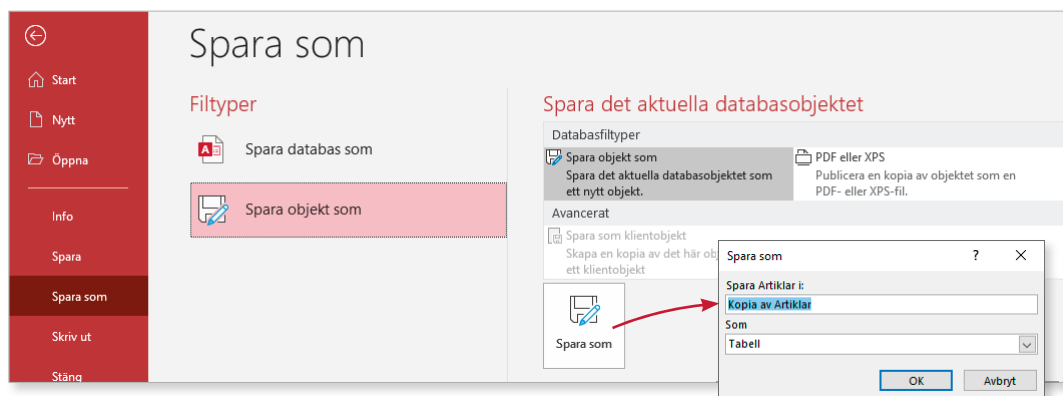 Spara som
Start
Nytt
Öppna
Info
Spara
Spara som
Skriv ut
Stäng
Filtyper
Spara databas som
Spara objekt som
Spara det aktuella databasobjektet
Databasfiltyper
Spara objekt som
Spara det aktuella databasobjektet som
ett nytt objekt.
PDF eller XPS
Publicera en kopia av objektet som en
PDF- eller XPS-fil.
Avancerat
Spara som klientobjekt
Skapa en kopia av det här ob
ett klientobjekt
Spara som
Spara som
?
Spara Artiklar i:
Kopia av Artiklar
Som
Tabell
OK
Avbryt